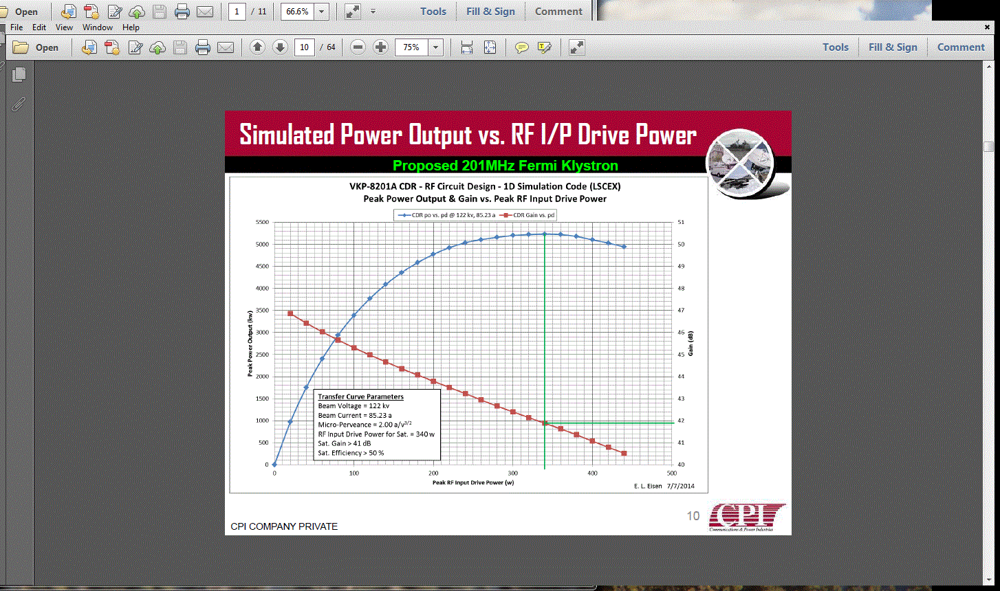 Open
1 / 11
66.6%
Tools
Fill & Sign
Comment
File Edit View Window Help
Open
10 / 64
75%
Tools
Fill & Sign
Comment
Simulated Power Output vs. RF I/P Drive Power
Proposed 201MHz Fermi Klystron
VKP-8201A CDR - RF Circuit Design - 1D Simulation Code (LSCEX)
Peak Power Output & Gain vs. Peak RF Input Drive Power
CDR po vs. pd @ 122 kv, 85.23 a
CDR Gain vs. pd
5500
5000
4500
4000
3500
3000
2500
2000
1500
1000
500
0
Peak Power Output (kw)
51
50
49
48
47
46
45
44
43
42
41
40
Gain (dB)
Transfer Curve Parameters
Beam Voltage = 122 kv
Beam Current = 85.23 a
Micro-Perveance = 2.00 a/v3/2
RF Input Drive Power for Sat. = 340 w
Sat. Gain > 41 dB
Sat. Efficiency > 50 %
0 100 200 300 400 500
Peak RF Input Drive Power (w)
E. L. Eisen 7/7/2014
10
CPI
Communications & Power Industries
CPI COMPANY PRIVATE